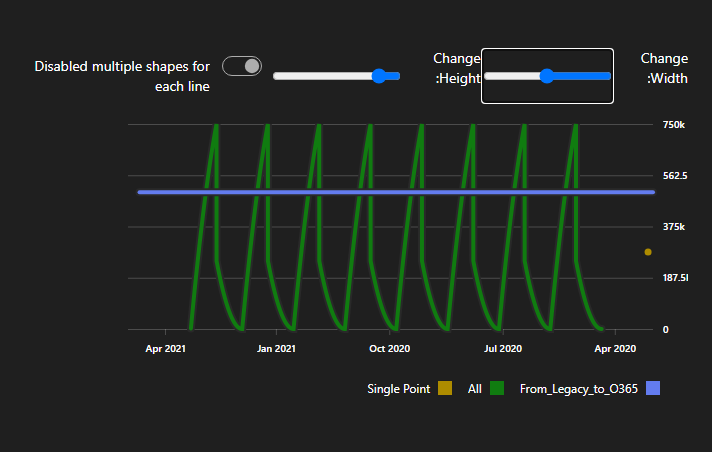 Disabled multiple shapes for
each line
Change
:Height
Change
:Width
750k
562.5
375k
187.5l
0
Apr 2021
Jan 2021
Oct 2020
Jul 2020
Apr 2020
Single Point
All
From_Legacy_to_O365